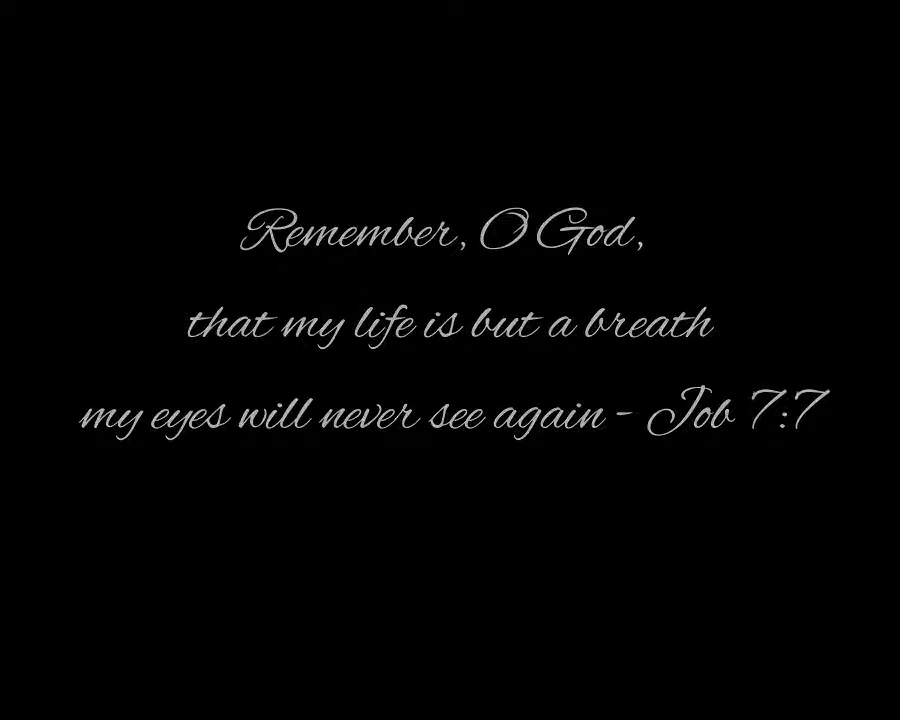 Remember, O God,
that my life is but a breath
my eyes will never see again - Job 7:7